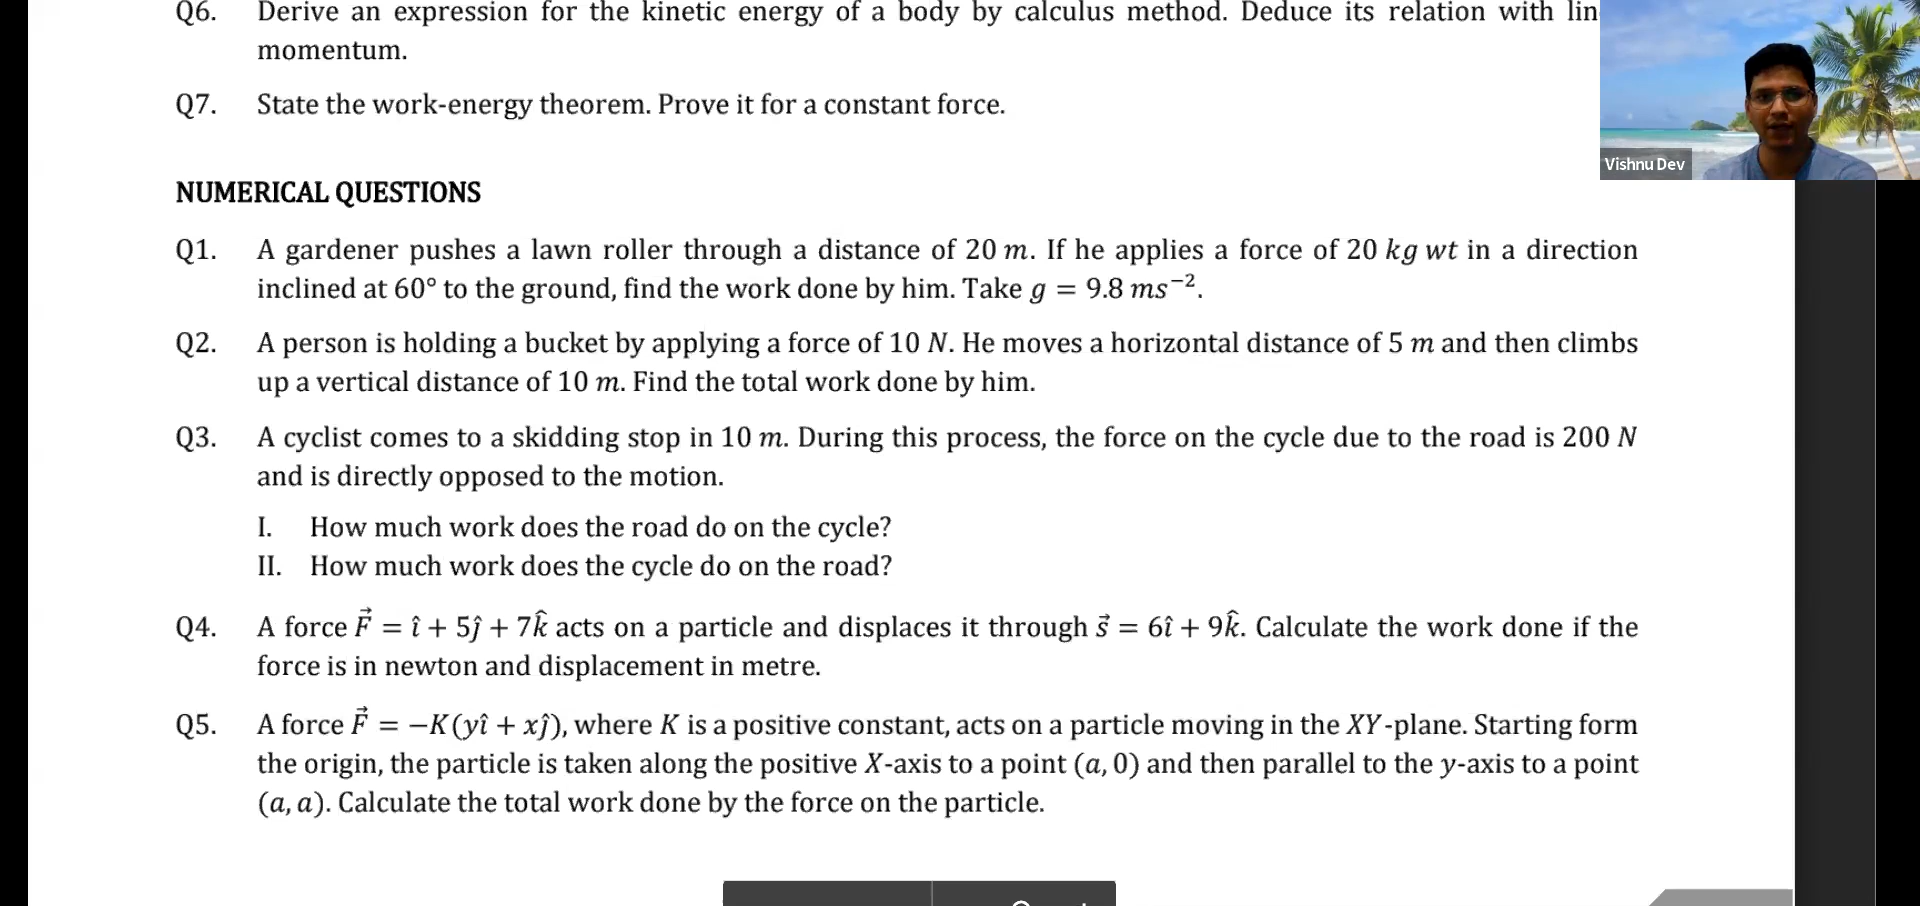 Q6. Derive an expression for the kinetic energy of a body by calculus method. Deduce its relation with lin
momentum.
Q7. State the work-energy theorem. Prove it for a constant force.
Vishnu Dev
NUMERICAL QUESTIONS
Q1. A gardener pushes a lawn roller through a distance of 20 m. If he applies a force of 20 kg wt in a direction
inclined at 60° to the ground, find the work done by him. Take g = 9.8 ms⁻².
Q2. A person is holding a bucket by applying a force of 10 N. He moves a horizontal distance of 5 m and then climbs
up a vertical distance of 10 m. Find the total work done by him.
Q3. A cyclist comes to a skidding stop in 10 m. During this process, the force on the cycle due to the road is 200 N
and is directly opposed to the motion.
I. How much work does the road do on the cycle?
II. How much work does the cycle do on the road?
Q4. A force F⃗ = î + 5ĵ + 7k̂ acts on a particle and displaces it through s⃗ = 6î + 9k̂. Calculate the work done if the
force is in newton and displacement in metre.
Q5. A force F⃗ = −K(yî + xĵ), where K is a positive constant, acts on a particle moving in the XY-plane. Starting form
the origin, the particle is taken along the positive X-axis to a point (a, 0) and then parallel to the y-axis to a point
(a, a). Calculate the total work done by the force on the particle.